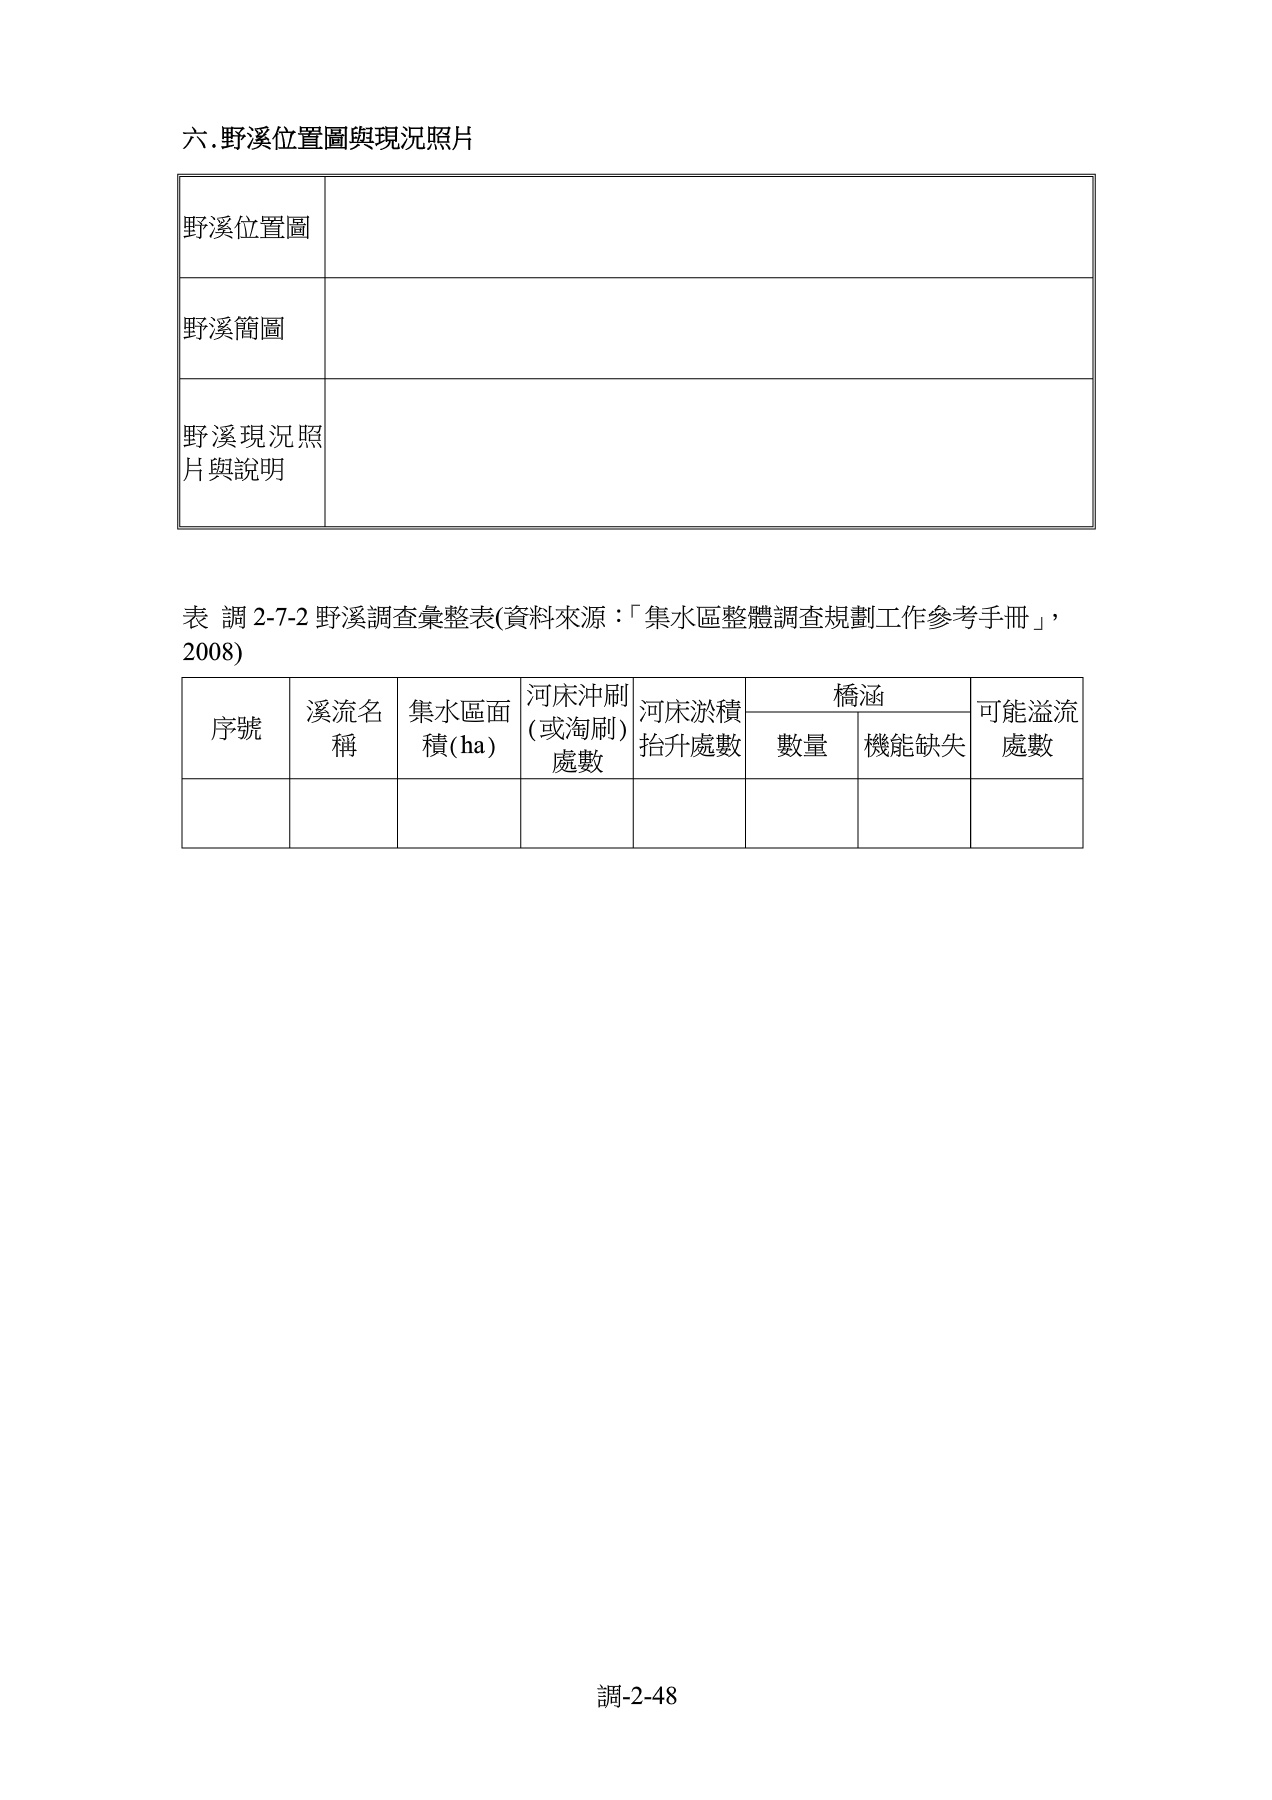 六.野溪位置圖與現況照片
野溪位置圖
野溪簡圖
野溪現況照
片與說明
表 調 2-7-2 野溪調查彙整表(資料來源：「集水區整體調查規劃工作參考手冊」，
2008)
序號
溪流名
稱
集水區面
積(ha)
河床沖刷
(或淘刷)
處數
河床淤積
抬升處數
橋涵
數量
機能缺失
可能溢流
處數
調-2-48